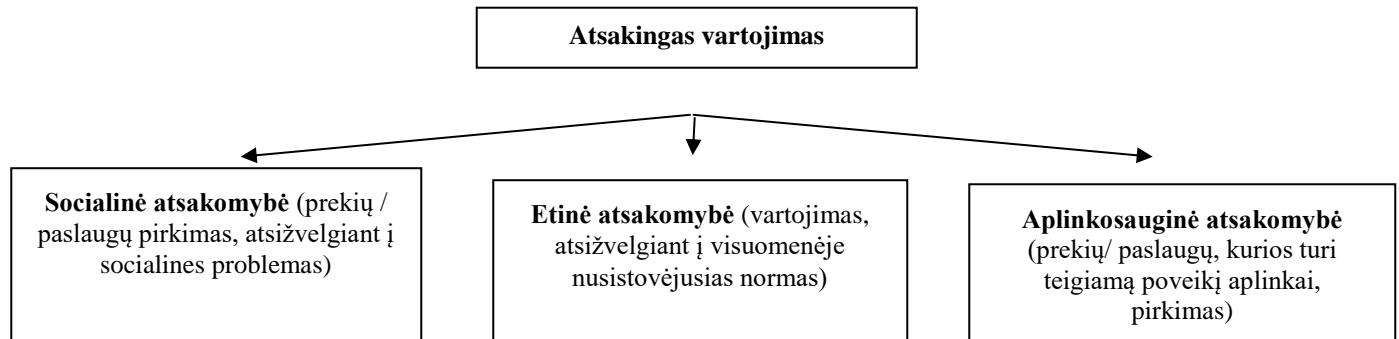 Atsakingas vartojimas
Socialinė atsakomybė (prekių /
paslaugų pirkimas, atsižvelgiant į
socialines problemas)
Etinė atsakomybė (vartojimas,
atsižvelgiant į visuomenėje
nusistovėjusias normas)
Aplinkosauginė atsakomybė
(prekių/ paslaugų, kurios turi
teigiamą poveikį aplinkai,
pirkimas)